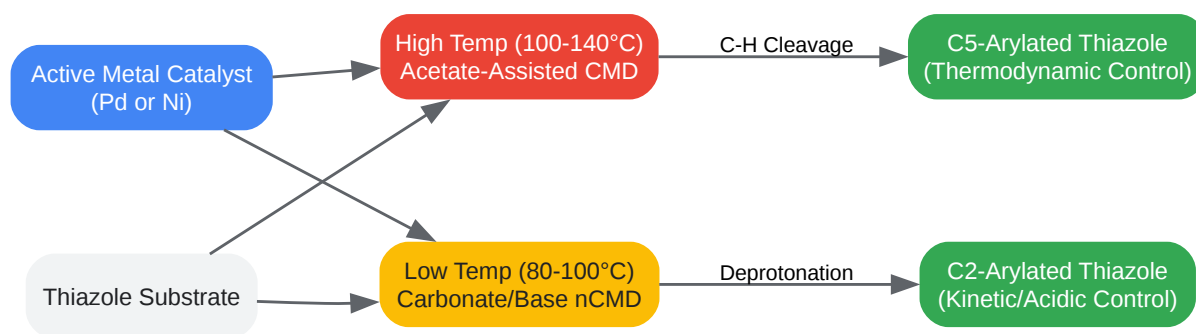 Active Metal Catalyst
(Pd or Ni)
Thiazole Substrate
High Temp (100-140°C)
Acetate-Assisted CMD
Low Temp (80-100°C)
Carbonate/Base nCMD
C-H Cleavage
Deprotonation
C5-Arylated Thiazole
(Thermodynamic Control)
C2-Arylated Thiazole
(Kinetic/Acidic Control)